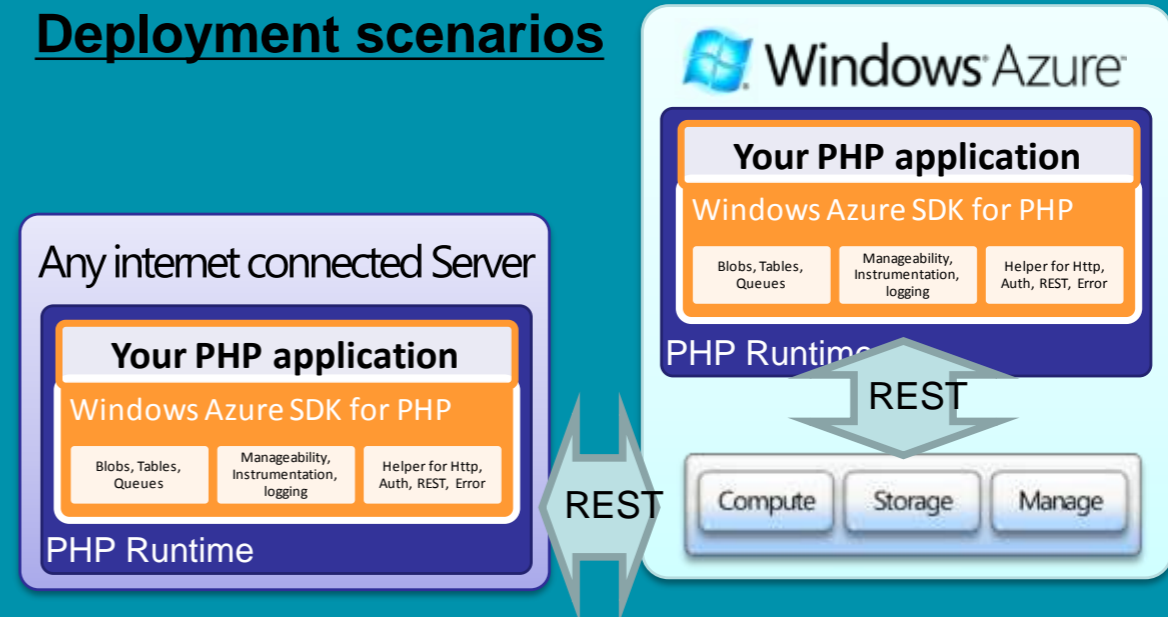 Deployment scenarios
Any internet connected Server
Your PHP application
Windows Azure SDK for PHP
Blobs, Tables,
Queues
Manageability,
Instrumentation,
logging
Helper for Http,
Auth, REST, Error
PHP Runtime
REST
Windows Azure
Your PHP application
Windows Azure SDK for PHP
Blobs, Tables,
Queues
Manageability,
Instrumentation,
logging
Helper for Http,
Auth, REST, Error
PHP Runtime
REST
Compute
Storage
Manage